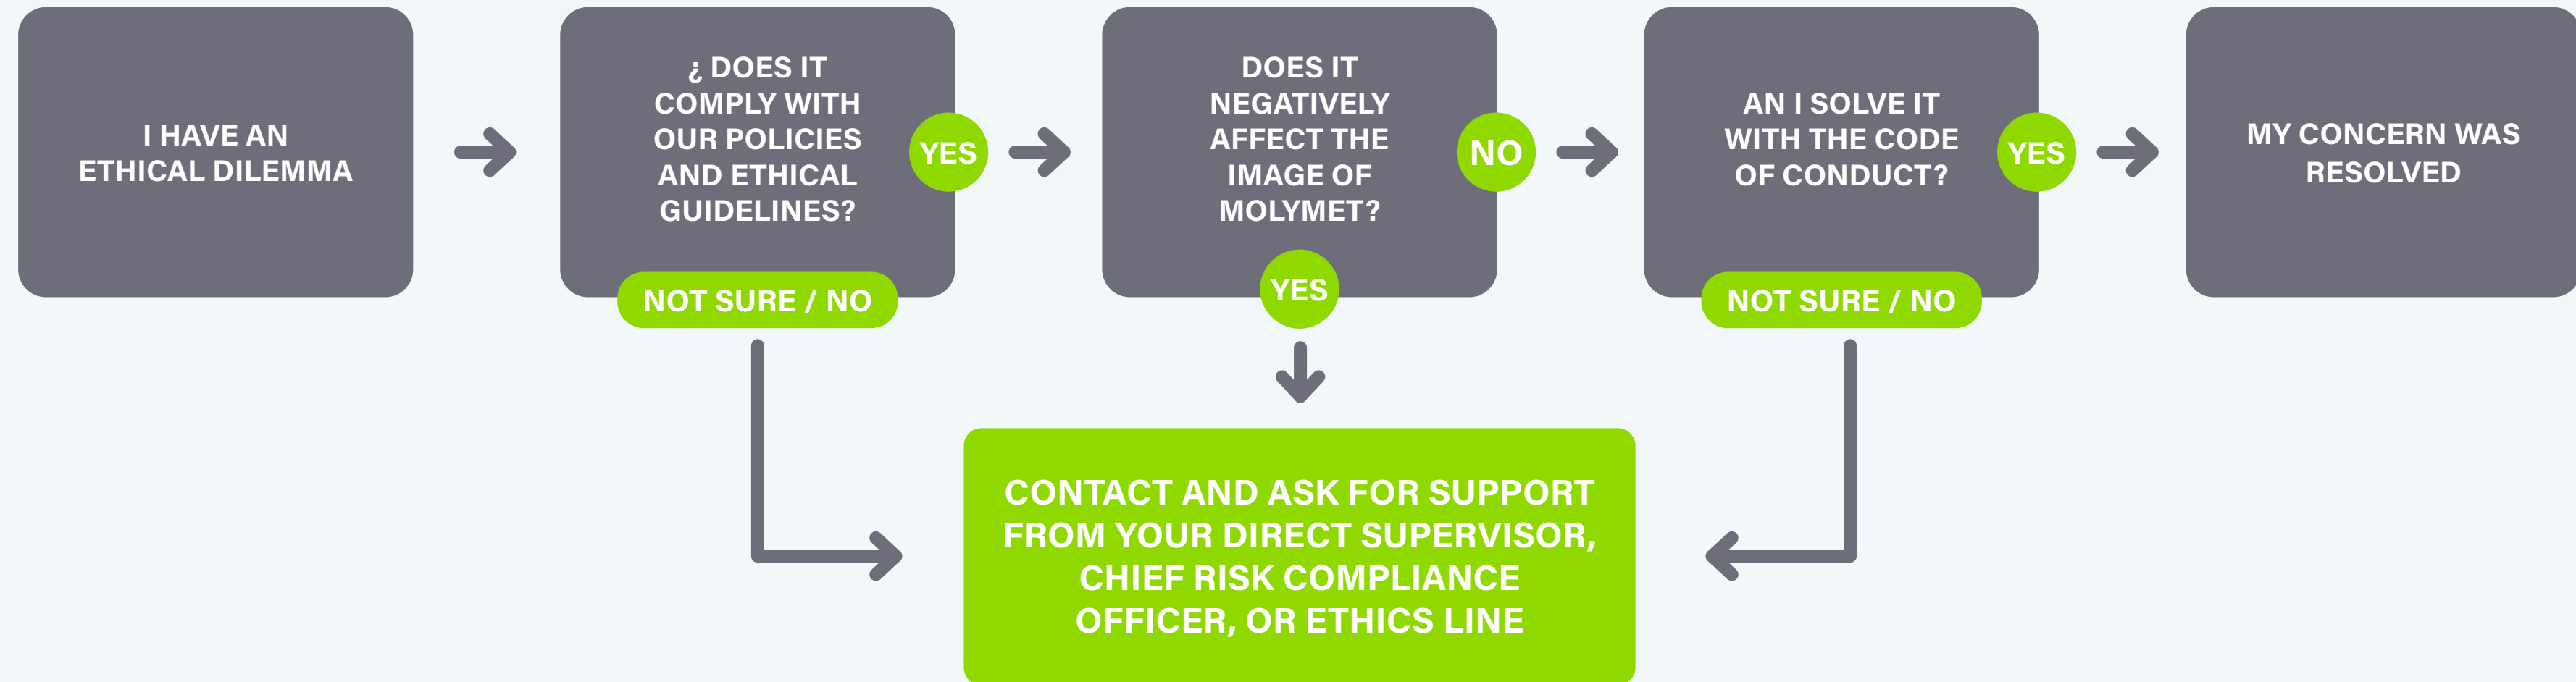 I HAVE AN
ETHICAL DILEMMA
¿ DOES IT
COMPLY WITH
OUR POLICIES
AND ETHICAL
GUIDELINES?
YES
NOT SURE / NO
DOES IT
NEGATIVELY
AFFECT THE
IMAGE OF
MOLYMET?
NO
YES
AN I SOLVE IT
WITH THE CODE
OF CONDUCT?
YES
NOT SURE / NO
MY CONCERN WAS
RESOLVED
CONTACT AND ASK FOR SUPPORT
FROM YOUR DIRECT SUPERVISOR,
CHIEF RISK COMPLIANCE
OFFICER, OR ETHICS LINE